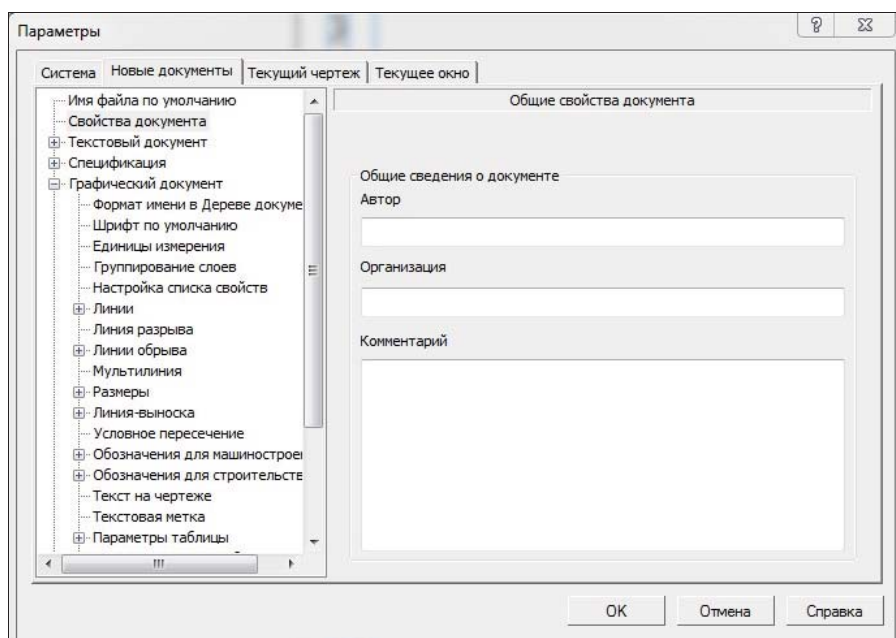 Параметры
Система
Новые документы
Текущий чертеж
Текущее окно
Имя файла по умолчанию
Свойства документа
Текстовый документ
Спецификация
Графический документ
Формат имени в Дереве докуме
Шрифт по умолчанию
Единицы измерения
Группирование слоев
Настройка списка свойств
Линии
Линия разрыва
Линии обрыва
Мультилиния
Размеры
Линия-выноска
Условное пересечение
Обозначения для машинострое
Обозначения для строительств
Текст на чертеже
Текстовая метка
Параметры таблицы
Общие свойства документа
Общие сведения о документе
Автор
Организация
Комментарий
OK
Отмена
Справка